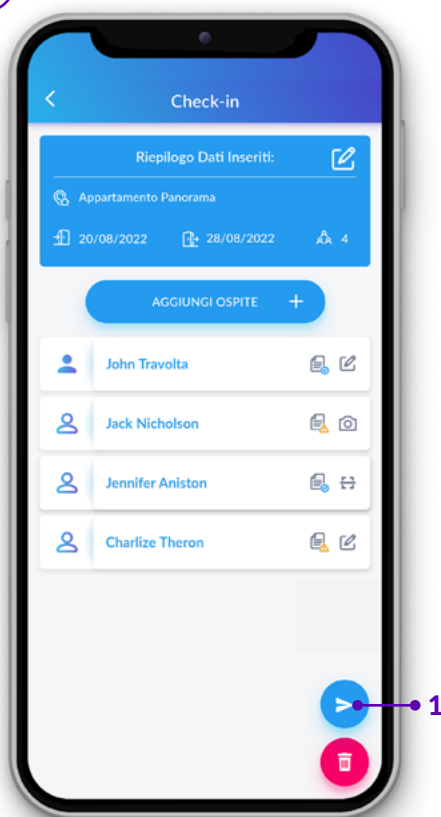 Check-in
Riepilogo Dati Inseriti:
Appartamento Panorama
20/08/2022 28/08/2022 4
AGGIUNGI OSPITE +
John Travolta
Jack Nicholson
Jennifer Aniston
Charlize Theron
1